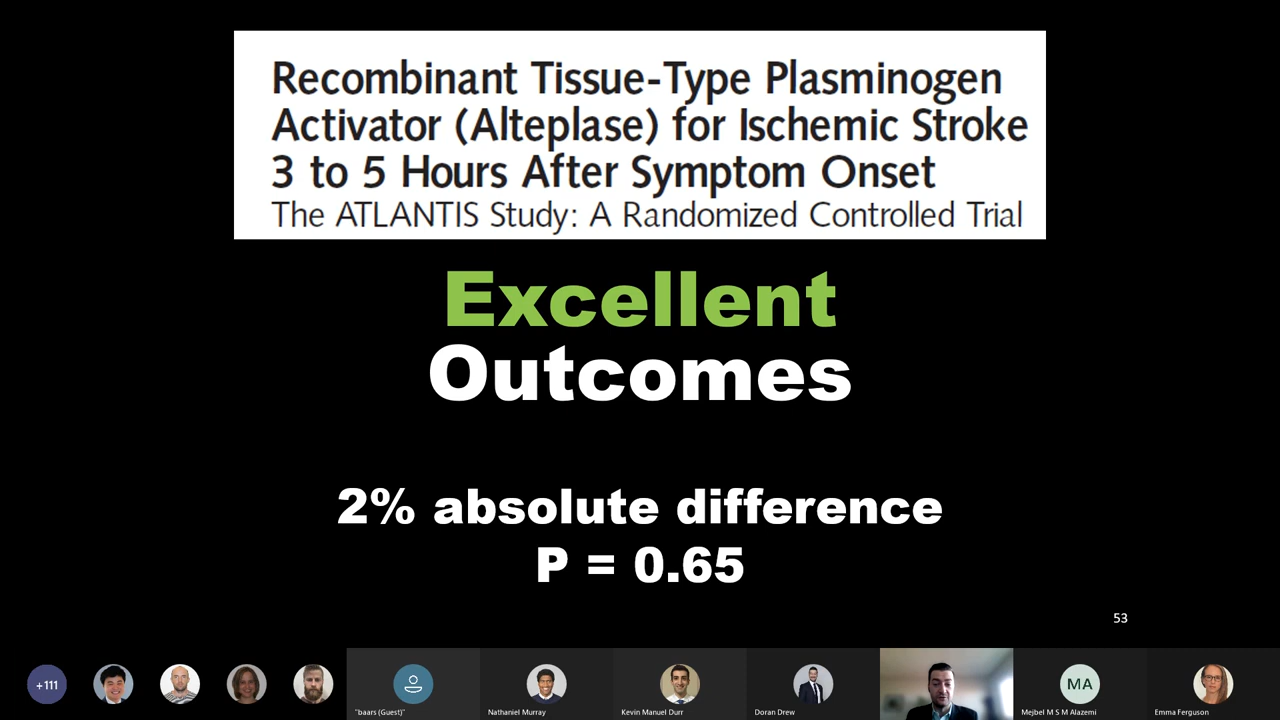 Recombinant Tissue-Type Plasminogen
Activator (Alteplase) for Ischemic Stroke
3 to 5 Hours After Symptom Onset
The ATLANTIS Study: A Randomized Controlled Trial
Excellent
Outcomes
2% absolute difference
P = 0.65
53
+111
"baars (Guest)"
Nathaniel Murray
Kevin Manuel Durr
Doran Drew
MA
Mejbel M S M Alazemi
Emma Ferguson